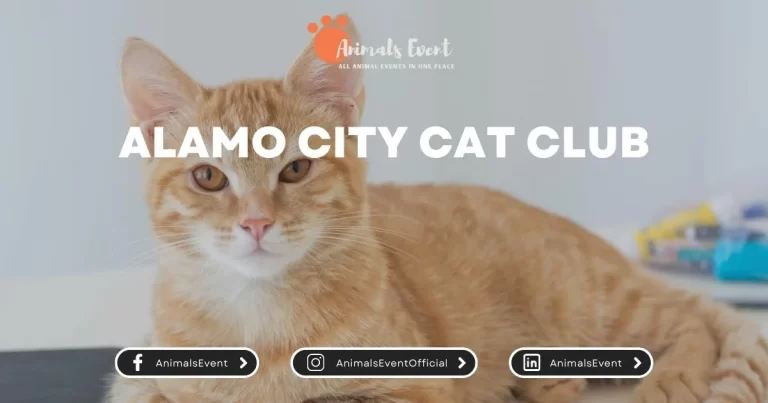 Animals Event
ALL ANIMAL EVENTS IN ONE PLACE
ALAMO CITY CAT CLUB
AnimalsEvent
AnimalsEventOfficial
AnimalsEvent